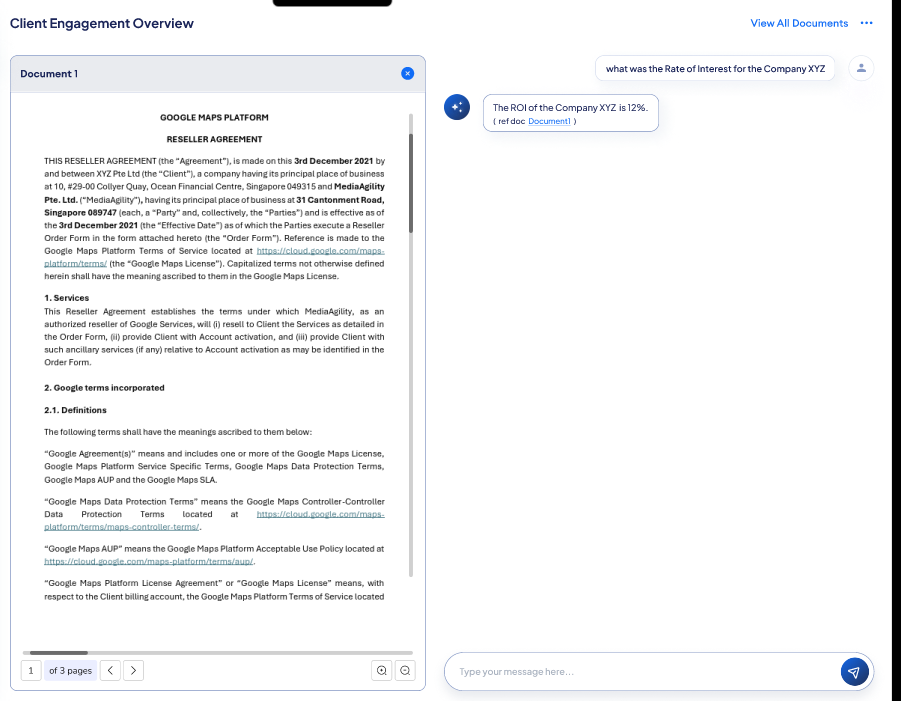 Client Engagement Overview
View All Documents
Document 1
GOOGLE MAPS PLATFORM
RESELLER AGREEMENT
THIS RESELLER AGREEMENT (the “Agreement”), is made on this 3rd December 2021 by
and between XYZ Pte Ltd (the “Client”), a company having its principal place of business
at 10, #29-00 Collyer Quay, Ocean Financial Centre, Singapore 049315 and MediaAgility
Pte. Ltd. (“MediaAgility”), having its principal place of business at 31 Cantonment Road,
Singapore 089747 (each, a “Party” and, collectively, the “Parties”) and is effective as of
the 3rd December 2021 (the “Effective Date”) as of which the Parties execute a Reseller
Order Form in the form attached hereto (the “Order Form”). Reference is made to the
Google Maps Platform Terms of Service located at https://cloud.google.com/maps-
platform/terms/ (the “Google Maps License”). Capitalized terms not otherwise defined
herein shall have the meaning ascribed to them in the Google Maps License.
1. Services
This Reseller Agreement establishes the terms under which MediaAgility, as an
authorized reseller of Google Services, will (i) resell to Client the Services as detailed in
the Order Form, (ii) provide Client with Account activation, and (iii) provide Client with
such ancillary services (if any) relative to Account activation as may be identified in the
Order Form.
2. Google terms incorporated
2.1. Definitions
The following terms shall have the meanings ascribed to them below:
“Google Agreement(s)” means and includes one or more of the Google Maps License,
Google Maps Platform Service Specific Terms, Google Maps Data Protection Terms,
Google Maps AUP and the Google Maps SLA.
“Google Maps Data Protection Terms” means the Google Maps Controller-Controller
Data Protection Terms located at https://cloud.google.com/maps-
platform/terms/maps-controller-terms/.
“Google Maps AUP” means the Google Maps Platform Acceptable Use Policy located at
https://cloud.google.com/maps-platform/terms/aup/.
“Google Maps Platform License Agreement” or “Google Maps License” means, with
respect to the Client billing account, the Google Maps Platform Terms of Service located
1 of 3 pages
what was the Rate of Interest for the Company XYZ
The ROI of the Company XYZ is 12%.
( ref doc Document1 )
Type your message here...